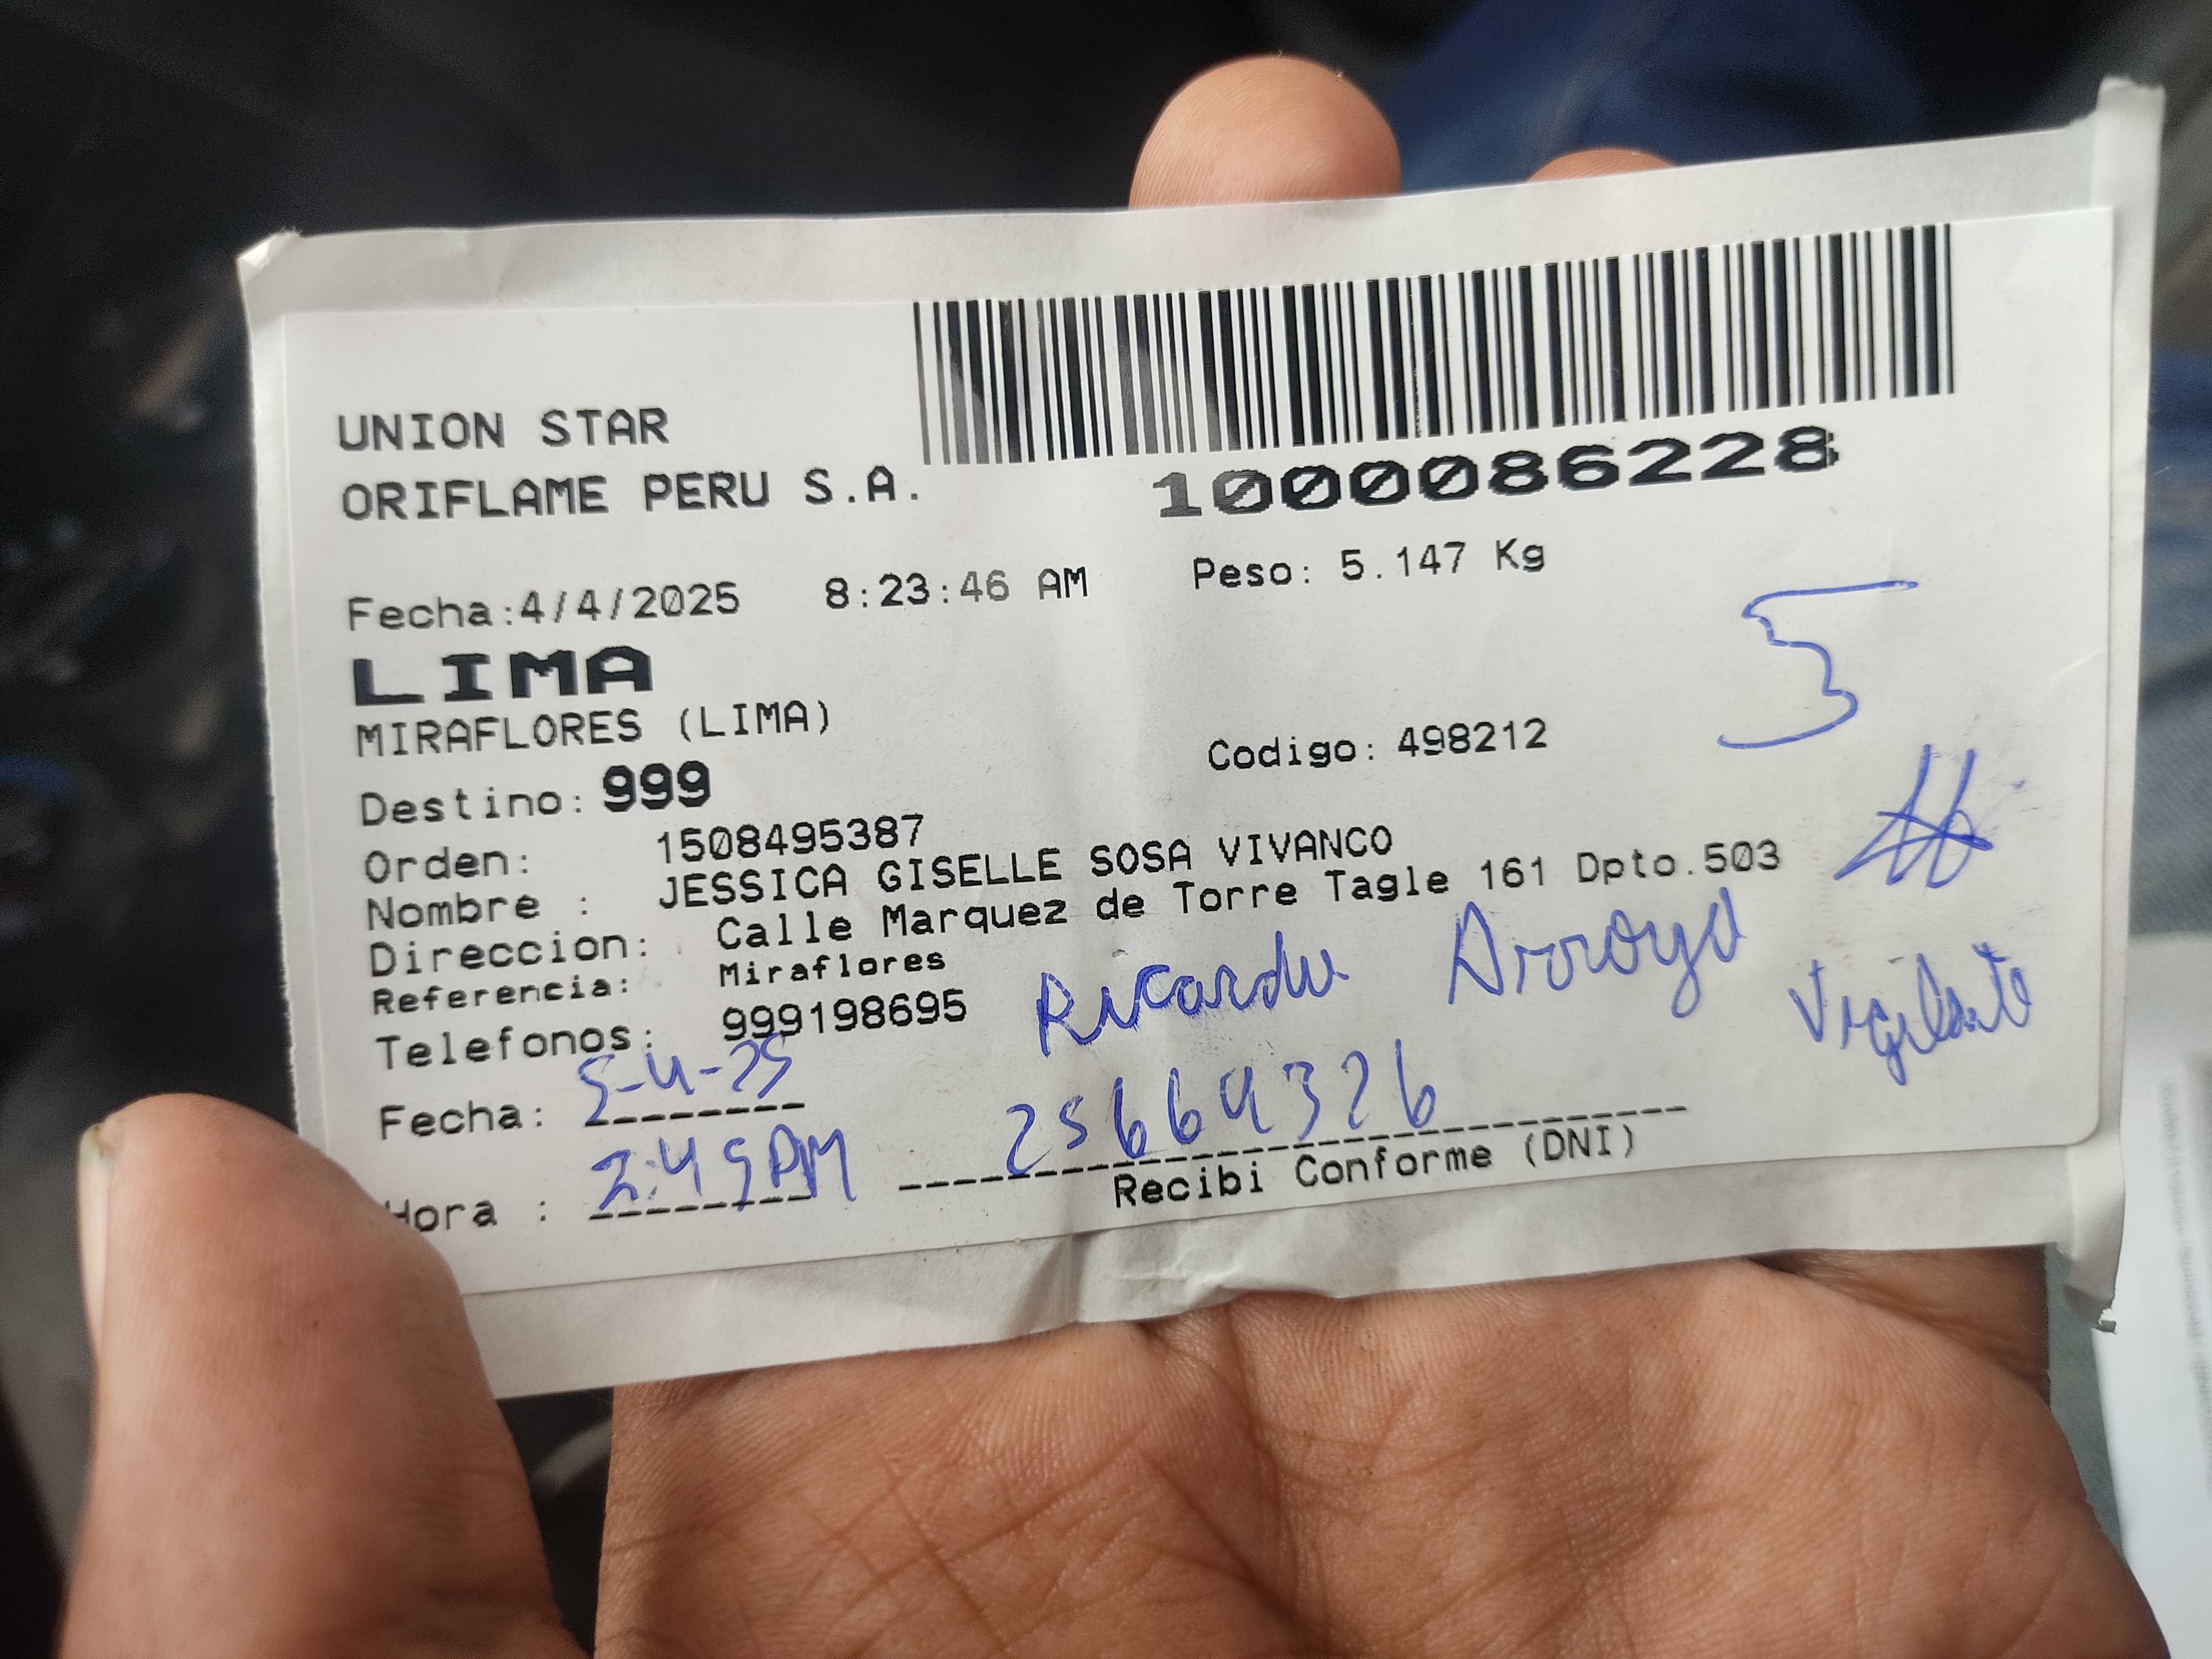 UNION STAR
ORIFLAME PERU S.A.
1000086228
Fecha:4/4/2025 8:23:46 AM Peso: 5.147 Kg
LIMA
5
MIRAFLORES (LIMA)
Codigo: 498212
Destino: 999
Orden: 1508495387
Nombre : JESSICA GISELLE SOSA VIVANCO
Direccion: Calle Marquez de Torre Tagle 161 Dpto.503
Referencia: Miraflores
Ricardo Arroyo
Vigilante
Telefonos: 999198695
Fecha: 5-4-25
25664326
Hora : 2:49PM
Recibi Conforme (DNI)